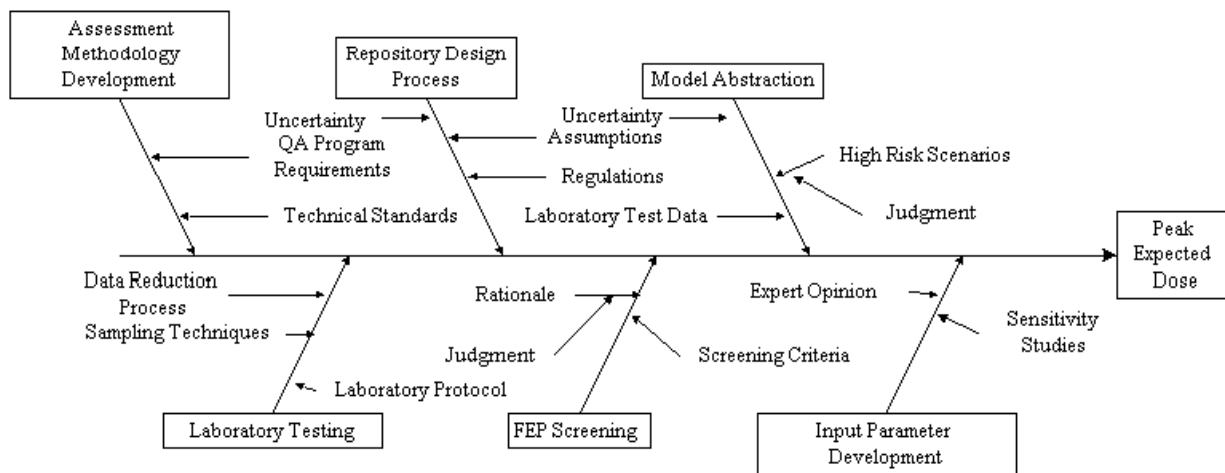 Assessment
Methodology
Development
Repository Design
Process
Model Abstraction
Uncertainty
QA Program
Requirements
Technical Standards
Uncertainty
Assumptions
Regulations
Laboratory Test Data
High Risk Scenarios
Judgment
Peak
Expected
Dose
Data Reduction
Process
Sampling Techniques
Laboratory Protocol
Rationale
Judgment
Screening Criteria
Expert Opinion
Sensitivity
Studies
Laboratory Testing
FEP Screening
Input Parameter
Development